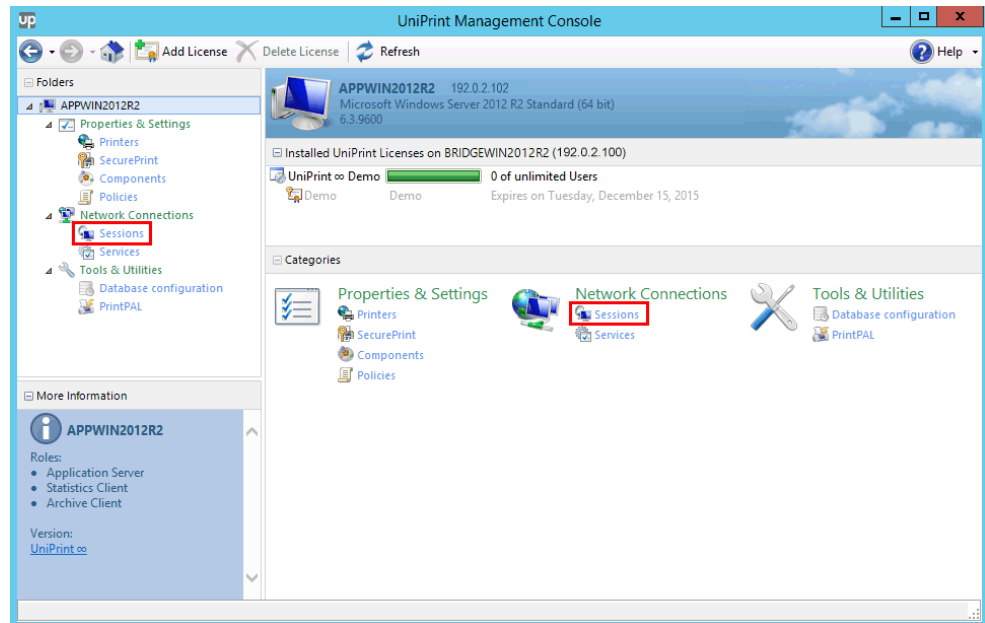 up
UniPrint Management Console
x
Add License
Delete License
Refresh
Help
Folders
APPWIN2012R2
Properties & Settings
Printers
SecurePrint
Components
Policies
Network Connections
Sessions
Services
Tools & Utilities
Database configuration
PrintPAL
More Information
APPWIN2012R2
Roles:
• Application Server
• Statistics Client
• Archive Client
Version:
UniPrint ∞
APPWIN2012R2 192.0.2.102
Microsoft Windows Server 2012 R2 Standard (64 bit)
6.3.9600
Installed UniPrint Licenses on BRIDGEWIN2012R2 (192.0.2.100)
UniPrint ∞ Demo 0 of unlimited Users
Demo Demo Expires on Tuesday, December 15, 2015
Categories
Properties & Settings
Printers
SecurePrint
Components
Policies
Network Connections
Sessions
Services
Tools & Utilities
Database configuration
PrintPAL